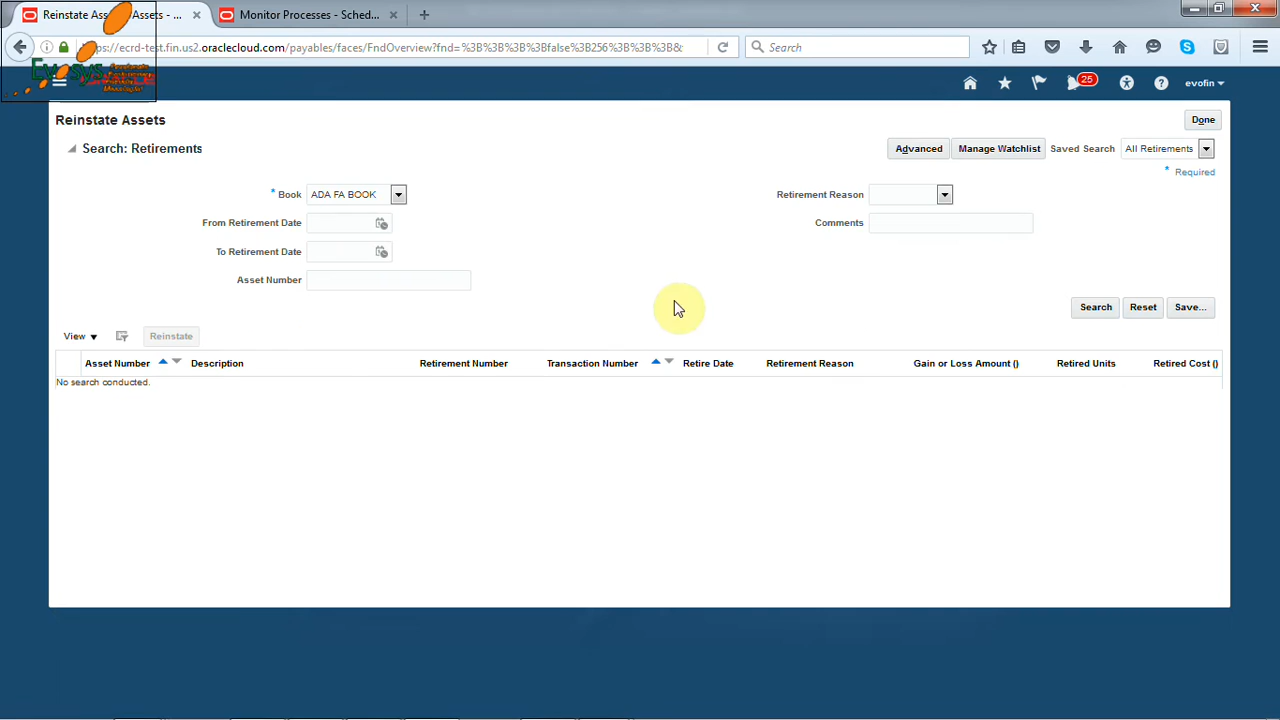 Reinstate Ass
Assets - ...
Monitor Processes - Sched...
https://ecrd-test.fin.us2.oraclecloud.com/payables/faces/FndOverview?fnd=%3B%3B%3B%3Bfalse%3B256%3B%3B%3B&
Search
Evosys
25
evofin
Reinstate Assets
Done
Search: Retirements
Advanced
Manage Watchlist
Saved Search
All Retirements
* Required
* Book
ADA FA BOOK
Retirement Reason
From Retirement Date
Comments
To Retirement Date
Asset Number
Search
Reset
Save...
View
Reinstate
Asset Number
Description
Retirement Number
Transaction Number
Retire Date
Retirement Reason
Gain or Loss Amount ()
Retired Units
Retired Cost ()
No search conducted.